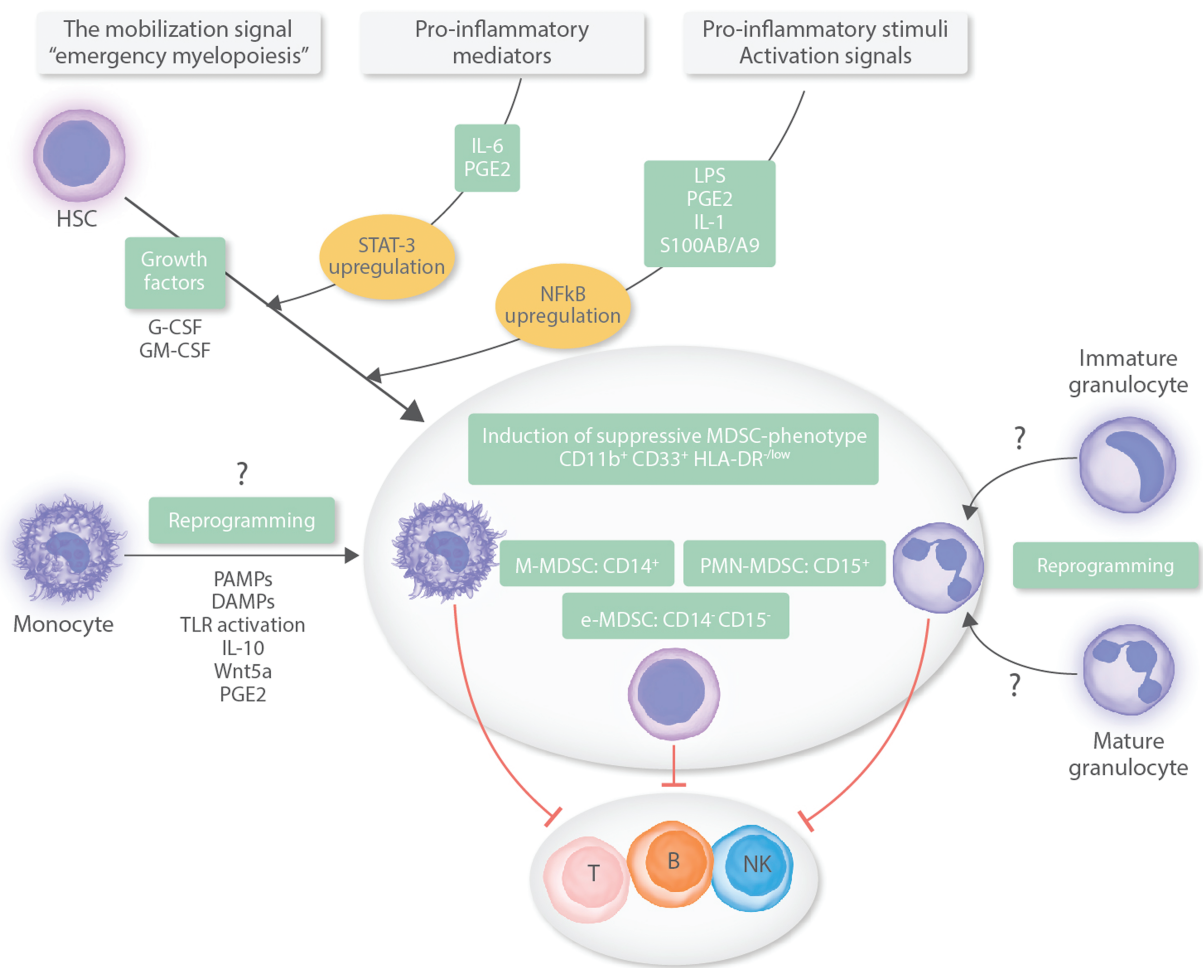 The mobilization signal
“emergency myelopoiesis”
Pro-inflammatory
mediators
Pro-inflammatory stimuli
Activation signals
HSC
IL-6
PGE2
LPS
PGE2
IL-1
S100AB/A9
Growth
factors
STAT-3
upregulation
NFkB
upregulation
G-CSF
GM-CSF
Immature
granulocyte
Induction of suppressive MDSC-phenotype
CD11b⁺ CD33⁺ HLA-DR⁻/ˡᵒʷ
?
?
Reprogramming
Monocyte
PAMPs
DAMPs
TLR activation
IL-10
Wnt5a
PGE2
M-MDSC: CD14⁺
PMN-MDSC: CD15⁺
e-MDSC: CD14⁻ CD15⁻
Reprogramming
?
Mature
granulocyte
T
B
NK